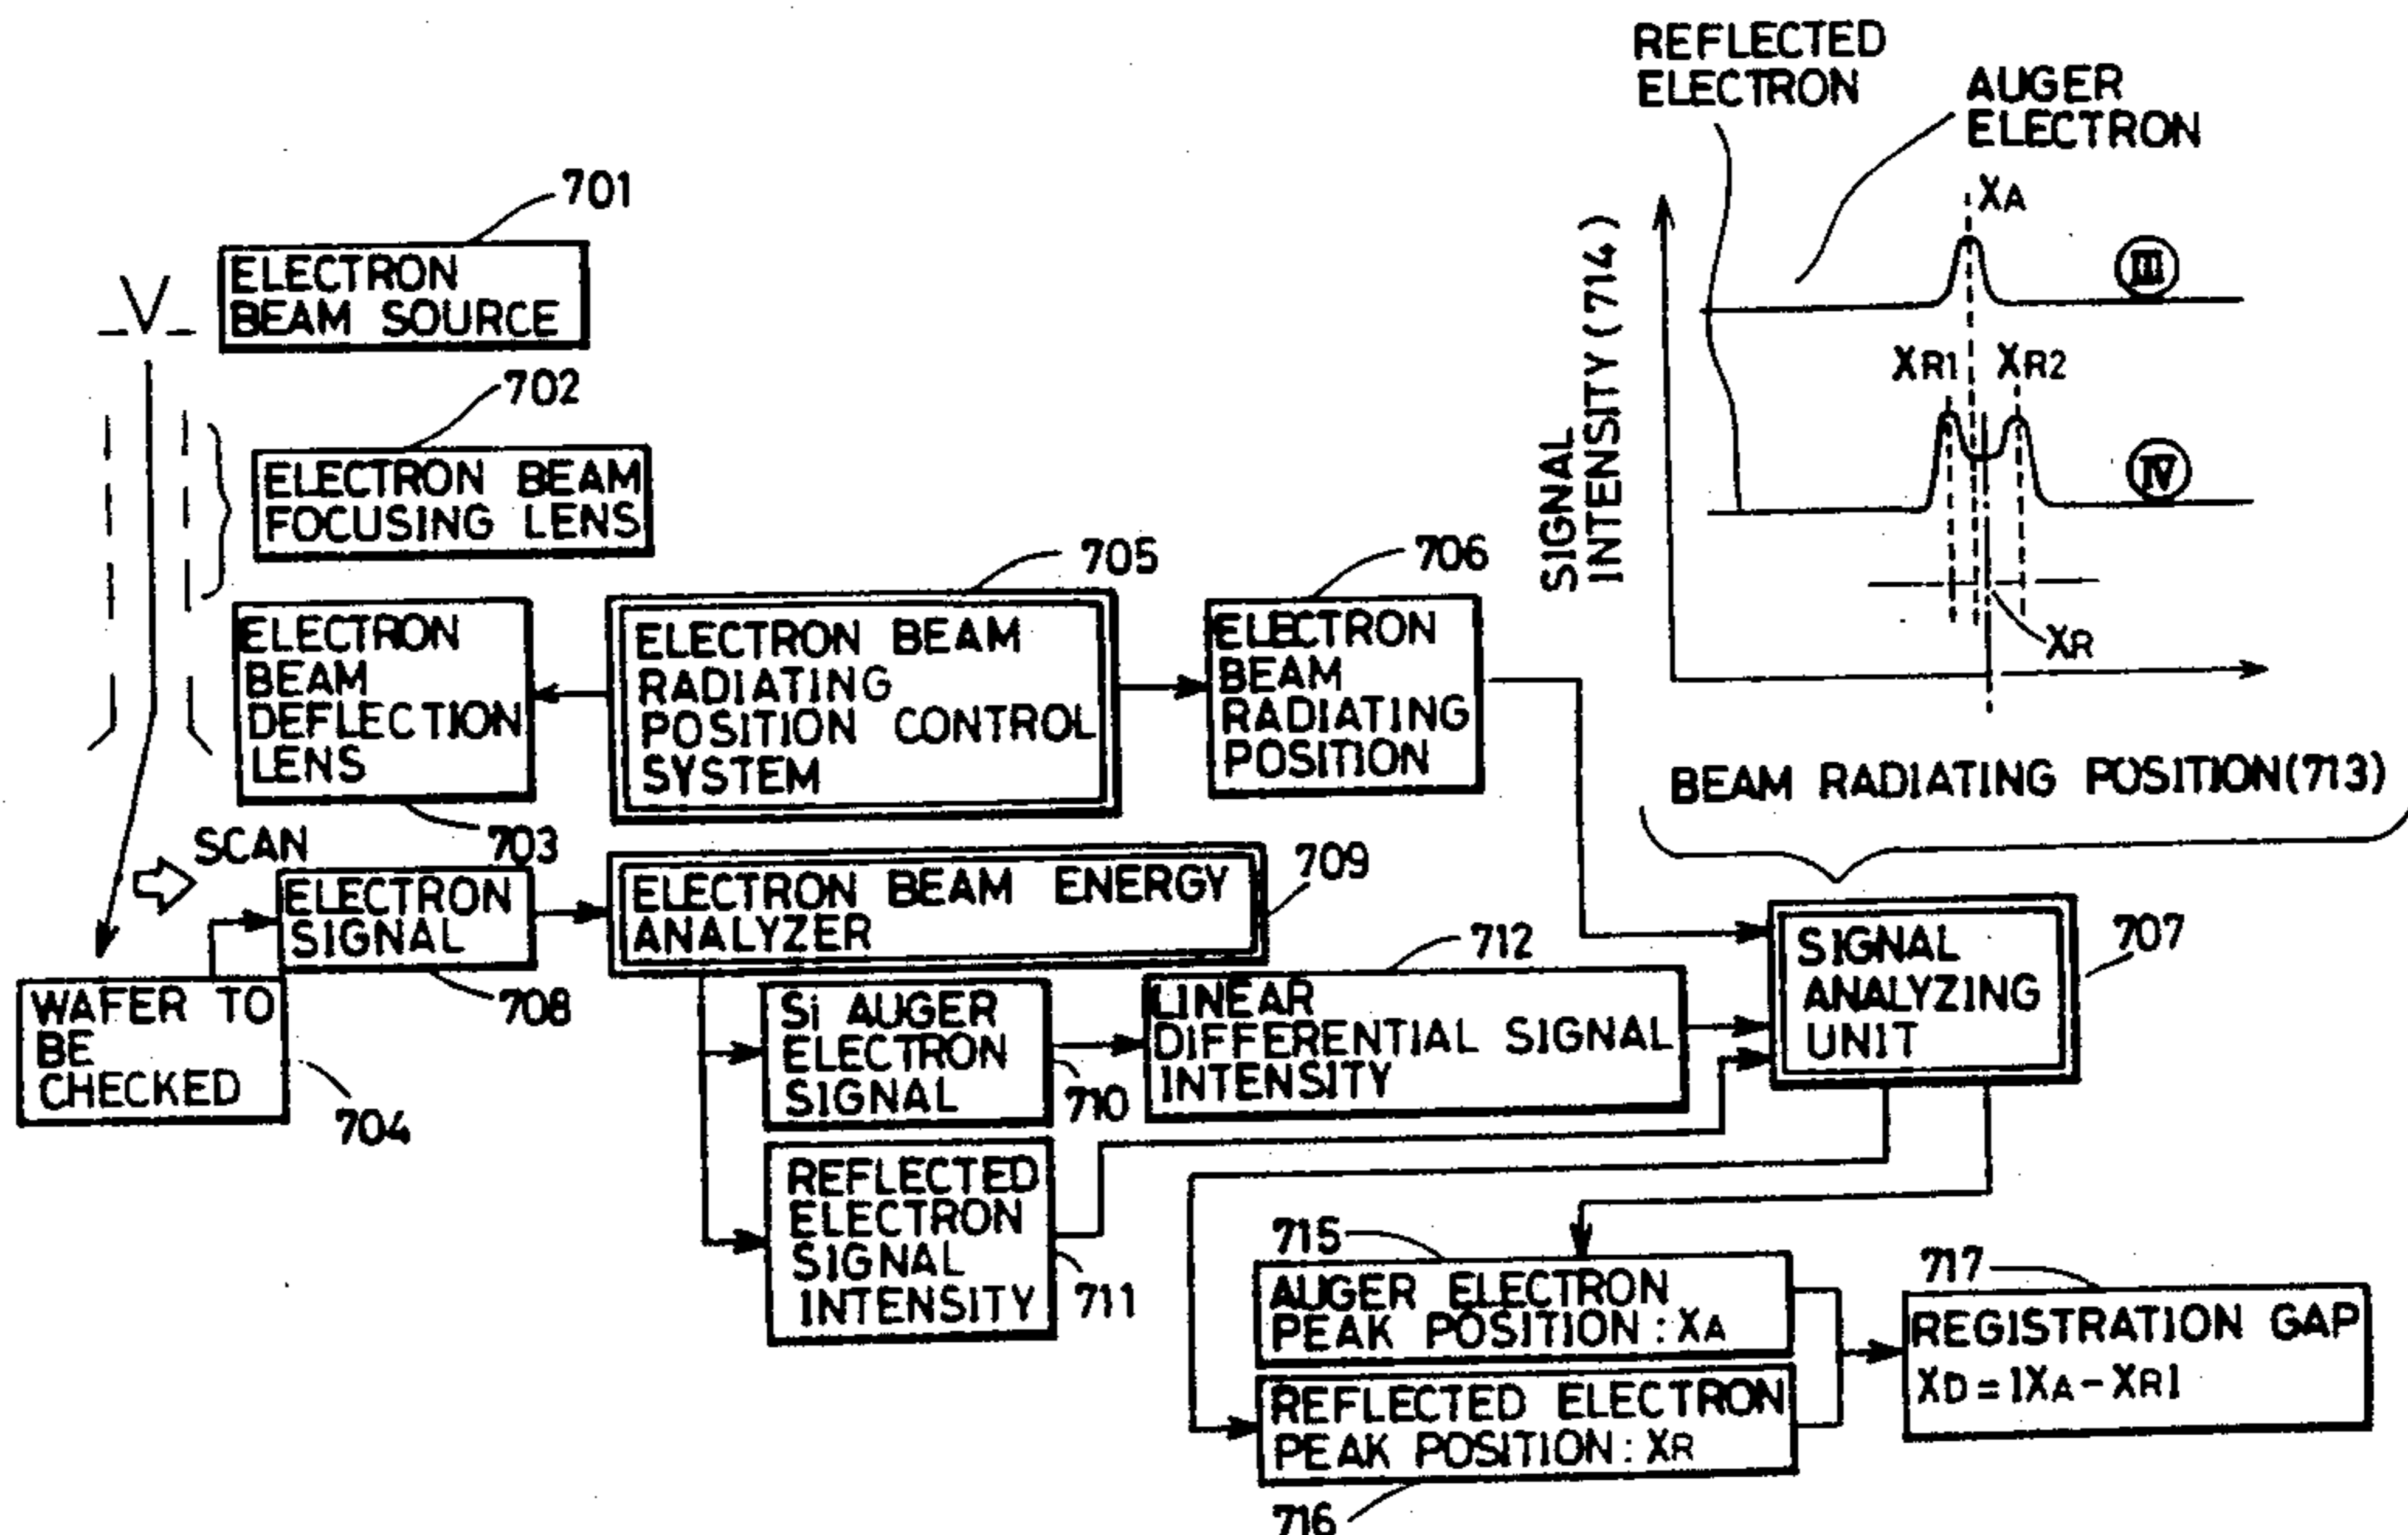 REFLECTED
ELECTRON
AUGER
ELECTRON
701
ELECTRON
BEAM SOURCE
702
ELECTRON BEAM
FOCUSING LENS
SIGNAL
INTENSITY (714)
XA
III
XR1
XR2
IV
XR
BEAM RADIATING POSITION(713)
ELECTRON
BEAM
DEFLECTION
LENS
703
705
ELECTRON BEAM
RADIATING
POSITION CONTROL
SYSTEM
706
ELECTRON
BEAM
RADIATING
POSITION
SCAN
ELECTRON
SIGNAL
708
ELECTRON BEAM ENERGY
ANALYZER
709
WAFER TO
BE
CHECKED
704
Si AUGER
ELECTRON
SIGNAL
710
712
LINEAR
DIFFERENTIAL SIGNAL
INTENSITY
SIGNAL
ANALYZING
UNIT
707
REFLECTED
ELECTRON
SIGNAL
INTENSITY
711
715
AUGER ELECTRON
PEAK POSITION : XA
REFLECTED ELECTRON
PEAK POSITION : XR
716
717
REGISTRATION GAP
XD = |XA - XR|